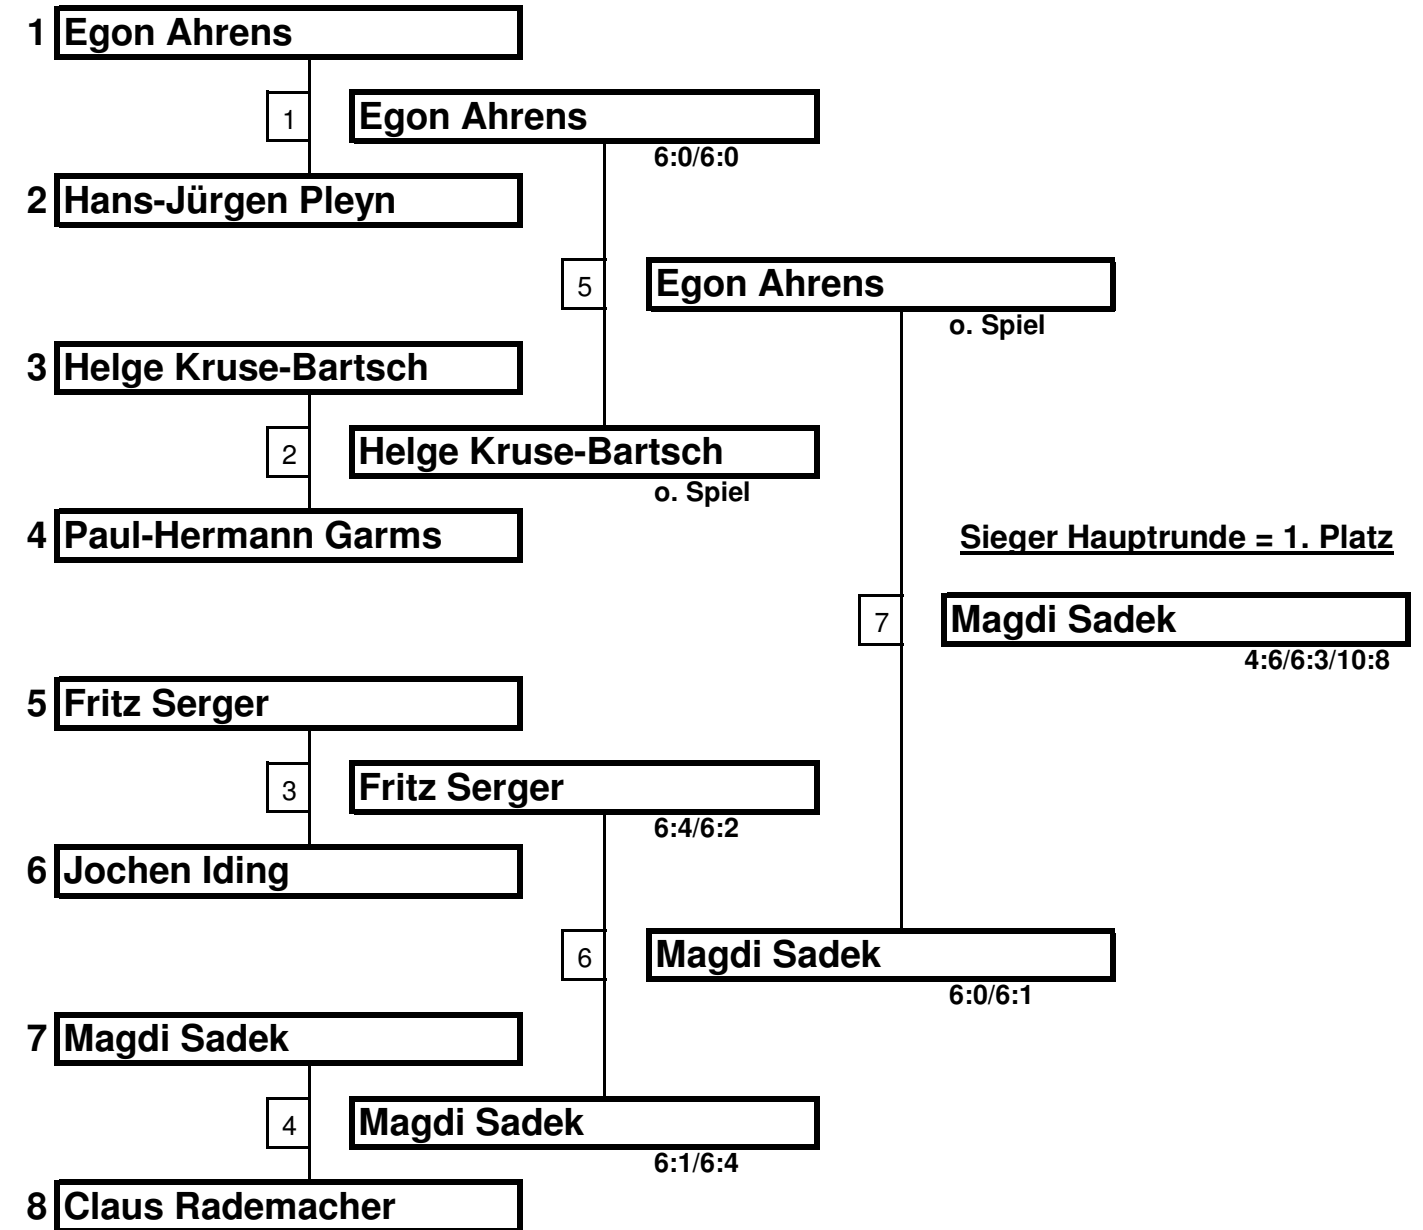 1 Egon Ahrens
1 Egon Ahrens
6:0/6:0
2 Hans-Jürgen Pleyn
5 Egon Ahrens
o. Spiel
3 Helge Kruse-Bartsch
2 Helge Kruse-Bartsch
o. Spiel
4 Paul-Hermann Garms
Sieger Hauptrunde = 1. Platz
7 Magdi Sadek
4:6/6:3/10:8
5 Fritz Serger
3 Fritz Serger
6:4/6:2
6 Jochen Iding
6 Magdi Sadek
6:0/6:1
7 Magdi Sadek
4 Magdi Sadek
6:1/6:4
8 Claus Rademacher